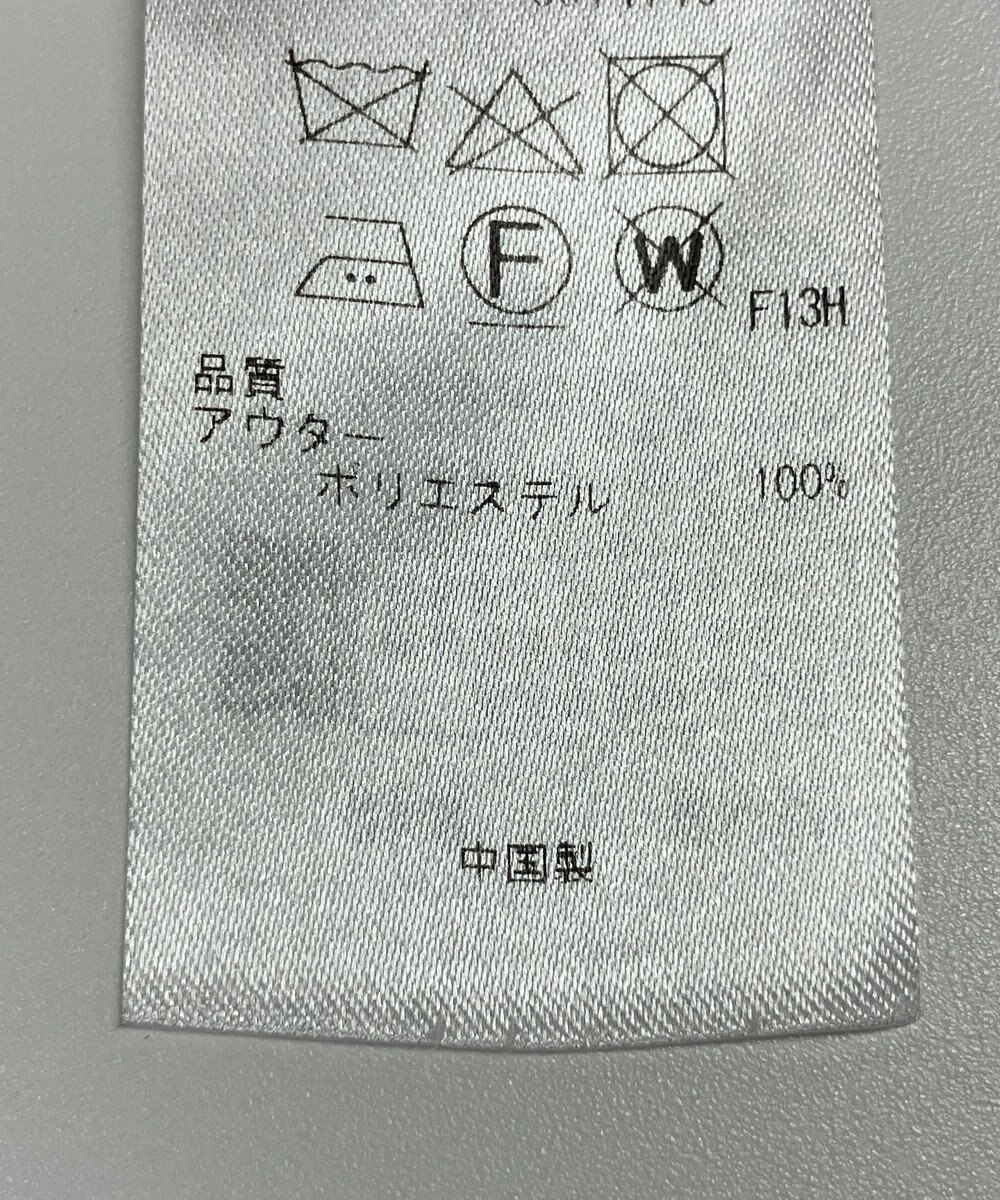 F W F13H
品質
アウター
ポリエステル 100%
中国製